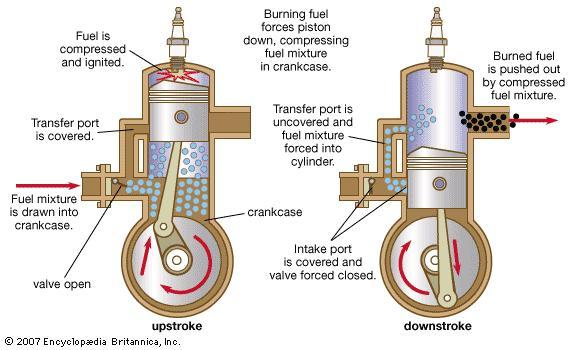 Fuel is
compressed
and ignited.
Burning fuel
forces piston
down, compressing
fuel mixture
in crankcase.
Burned fuel
is pushed out
by compressed
fuel mixture.
Transfer port
is covered.
Transfer port is
uncovered and
fuel mixture
forced into
cylinder.
Fuel mixture
is drawn into
crankcase.
crankcase
valve open
Intake port
is covered and
valve forced closed.
upstroke
downstroke
© 2007 Encyclopædia Britannica, Inc.